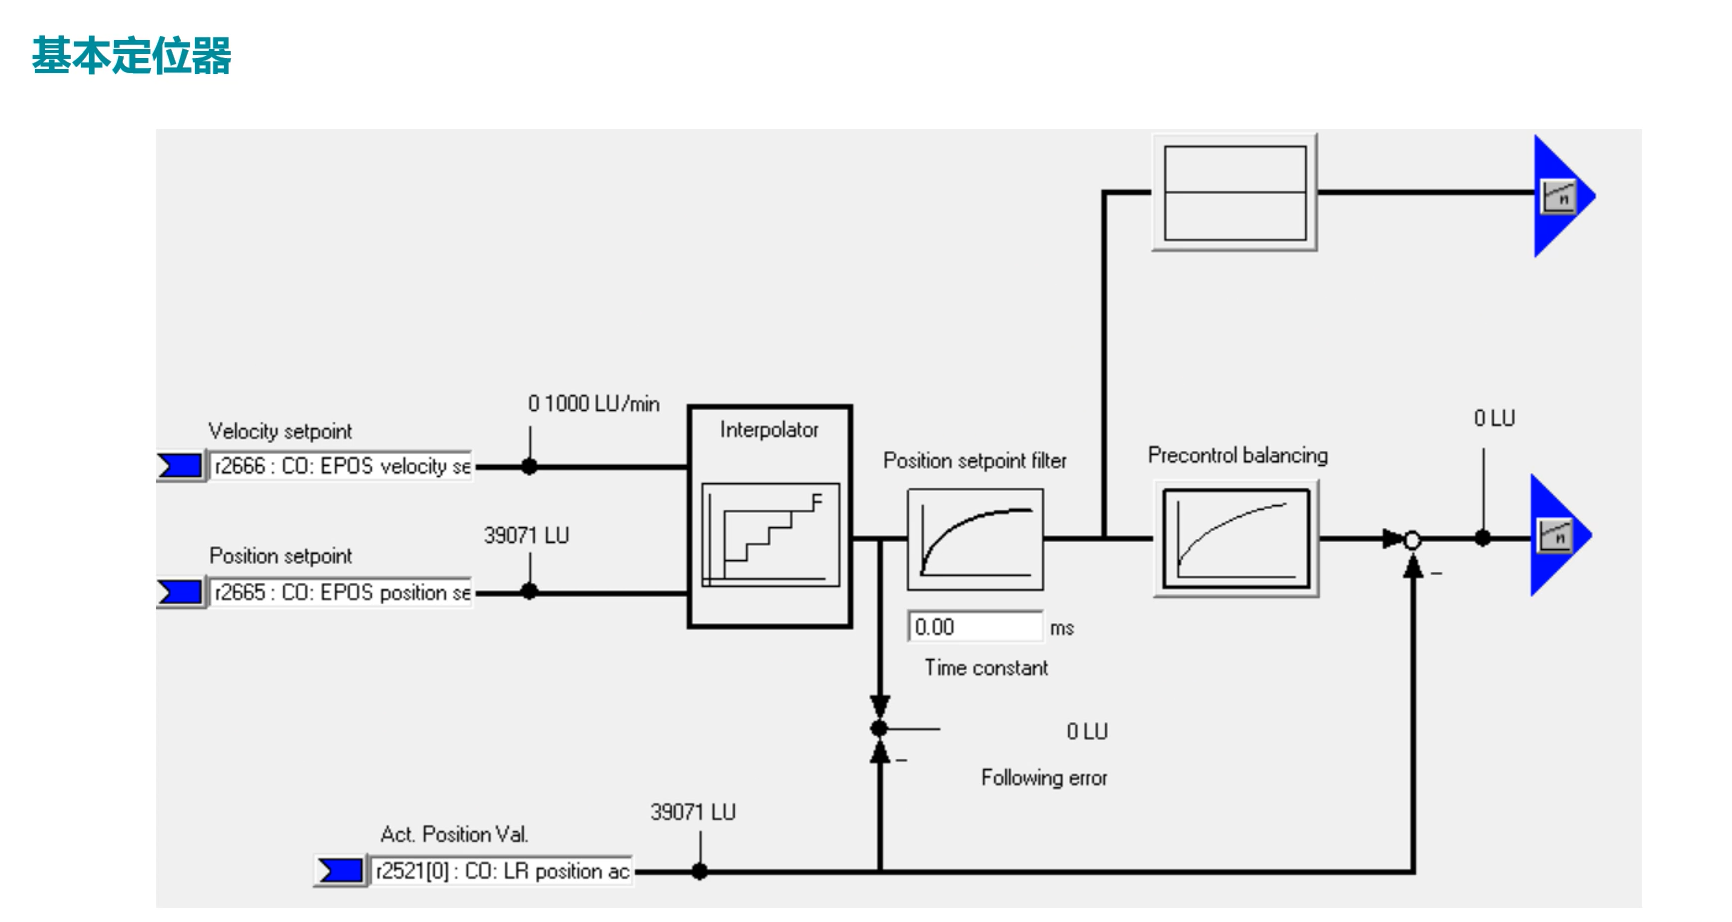 基本定位器
0 1000 LU/min
Velocity setpoint
r2666 : CO: EPOS velocity se
Interpolator
F
39071 LU
Position setpoint
r2665 : CO: EPOS position se
Position setpoint filter
0.00 ms
Time constant
Precontrol balancing
0 LU
n
n
–
–
0 LU
Following error
39071 LU
Act. Position Val.
r2521[0] : CO: LR position ac